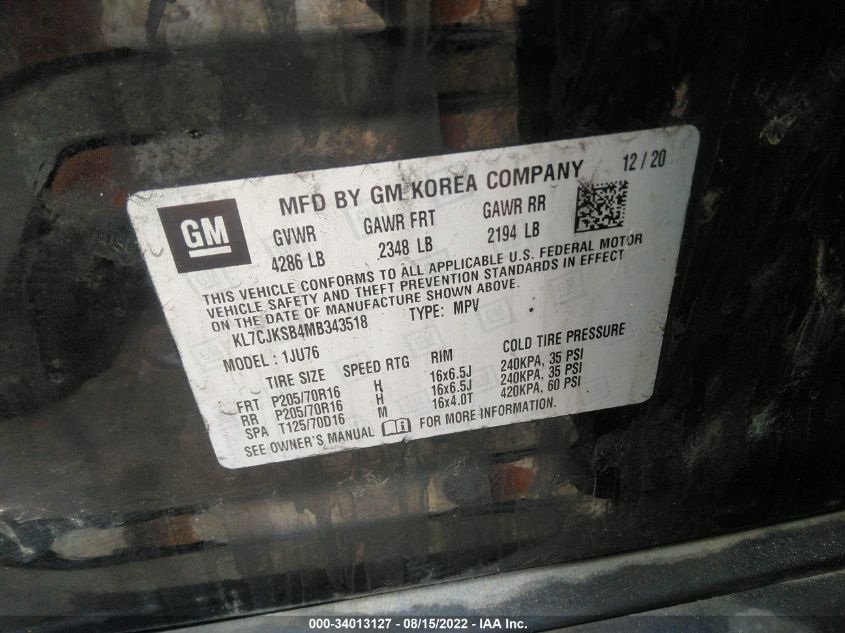 GM
MFD BY GM KOREA COMPANY 12/20
GVWR GAWR FRT GAWR RR
4286 LB 2348 LB 2194 LB
THIS VEHICLE CONFORMS TO ALL APPLICABLE U.S. FEDERAL MOTOR
VEHICLE SAFETY AND THEFT PREVENTION STANDARDS IN EFFECT
ON THE DATE OF MANUFACTURE SHOWN ABOVE.
KL7CJKSB4MB343518 TYPE: MPV
MODEL: 1JU76
TIRE SIZE SPEED RTG RIM COLD TIRE PRESSURE
FRT P205/70R16 H 16x6.5J 240KPA, 35 PSI
RR P205/70R16 H 16x6.5J 240KPA, 35 PSI
SPA T125/70D16 M 16x4.0T 420KPA, 60 PSI
SEE OWNER'S MANUAL i FOR MORE INFORMATION.
000-34013127 - 08/15/2022 - IAA Inc.